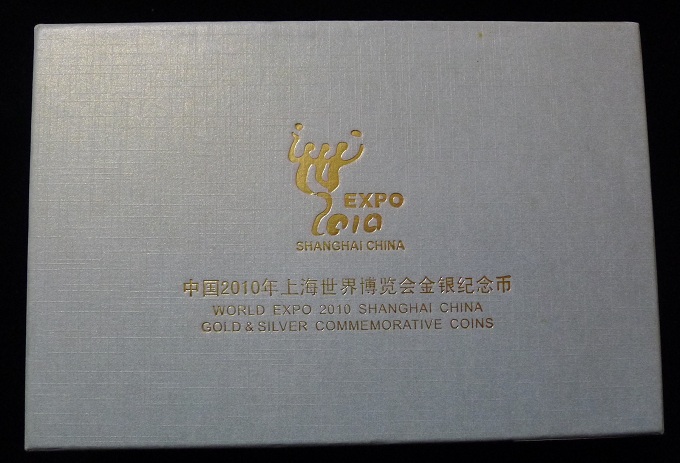 EXPO
2010
SHANGHAI CHINA
中国2010年上海世界博览会金银纪念币
WORLD EXPO 2010 SHANGHAI CHINA
GOLD & SILVER COMMEMORATIVE COINS